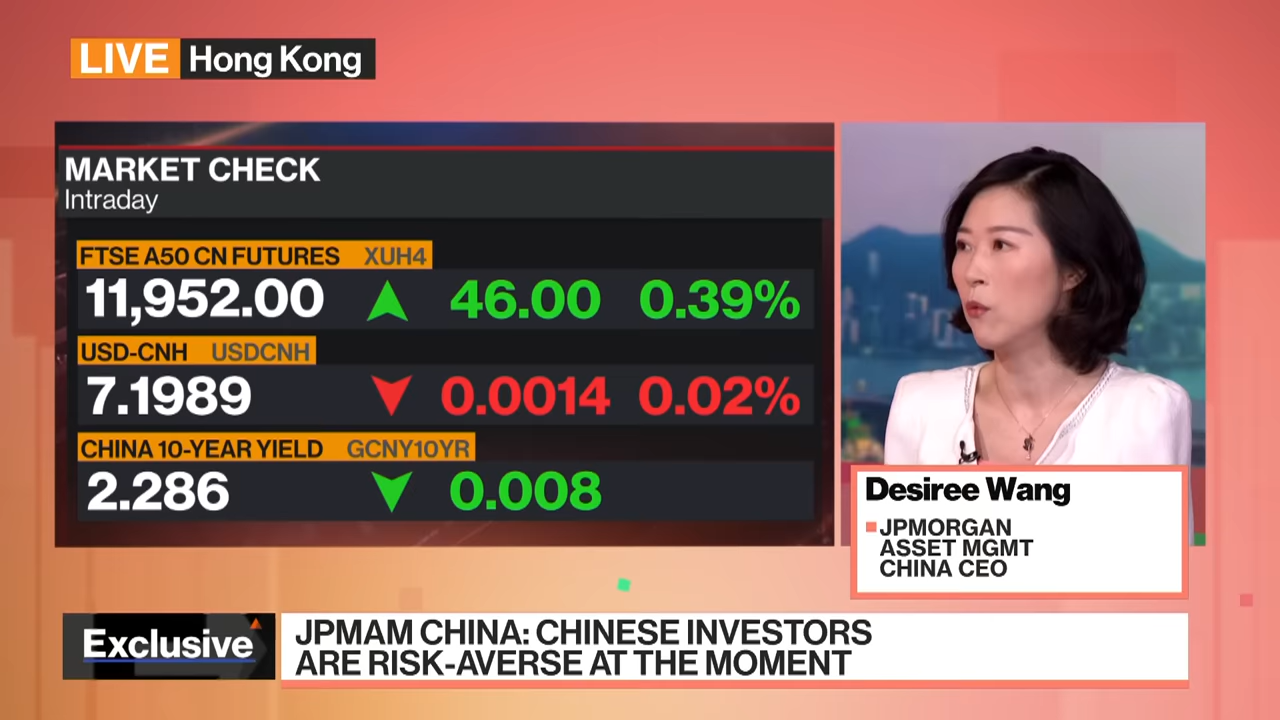 LIVE Hong Kong
MARKET CHECK
Intraday
FTSE A50 CN FUTURES XUH4
11,952.00 46.00 0.39%
USD-CNH USDCNH
7.1989 0.0014 0.02%
CHINA 10-YEAR YIELD GCNY10YR
2.286 0.008
Desiree Wang
JPMORGAN
ASSET MGMT
CHINA CEO
Exclusive
JPMAM CHINA: CHINESE INVESTORS
ARE RISK-AVERSE AT THE MOMENT